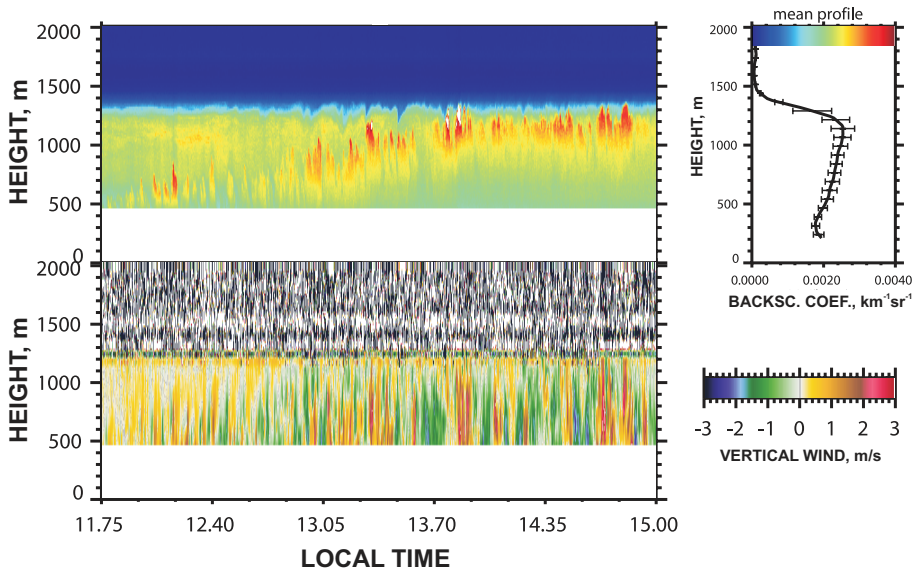 2000
1500
1000
500
0
HEIGHT, m
2000
1500
1000
500
0
HEIGHT, m
11.75 12.40 13.05 13.70 14.35 15.00
LOCAL TIME
mean profile
2000
1500
1000
500
0
HEIGHT, m
0.0000 0.0020 0.0040
BACKSC. COEF., km⁻¹sr⁻¹
-3 -2 -1 0 1 2 3
VERTICAL WIND, m/s